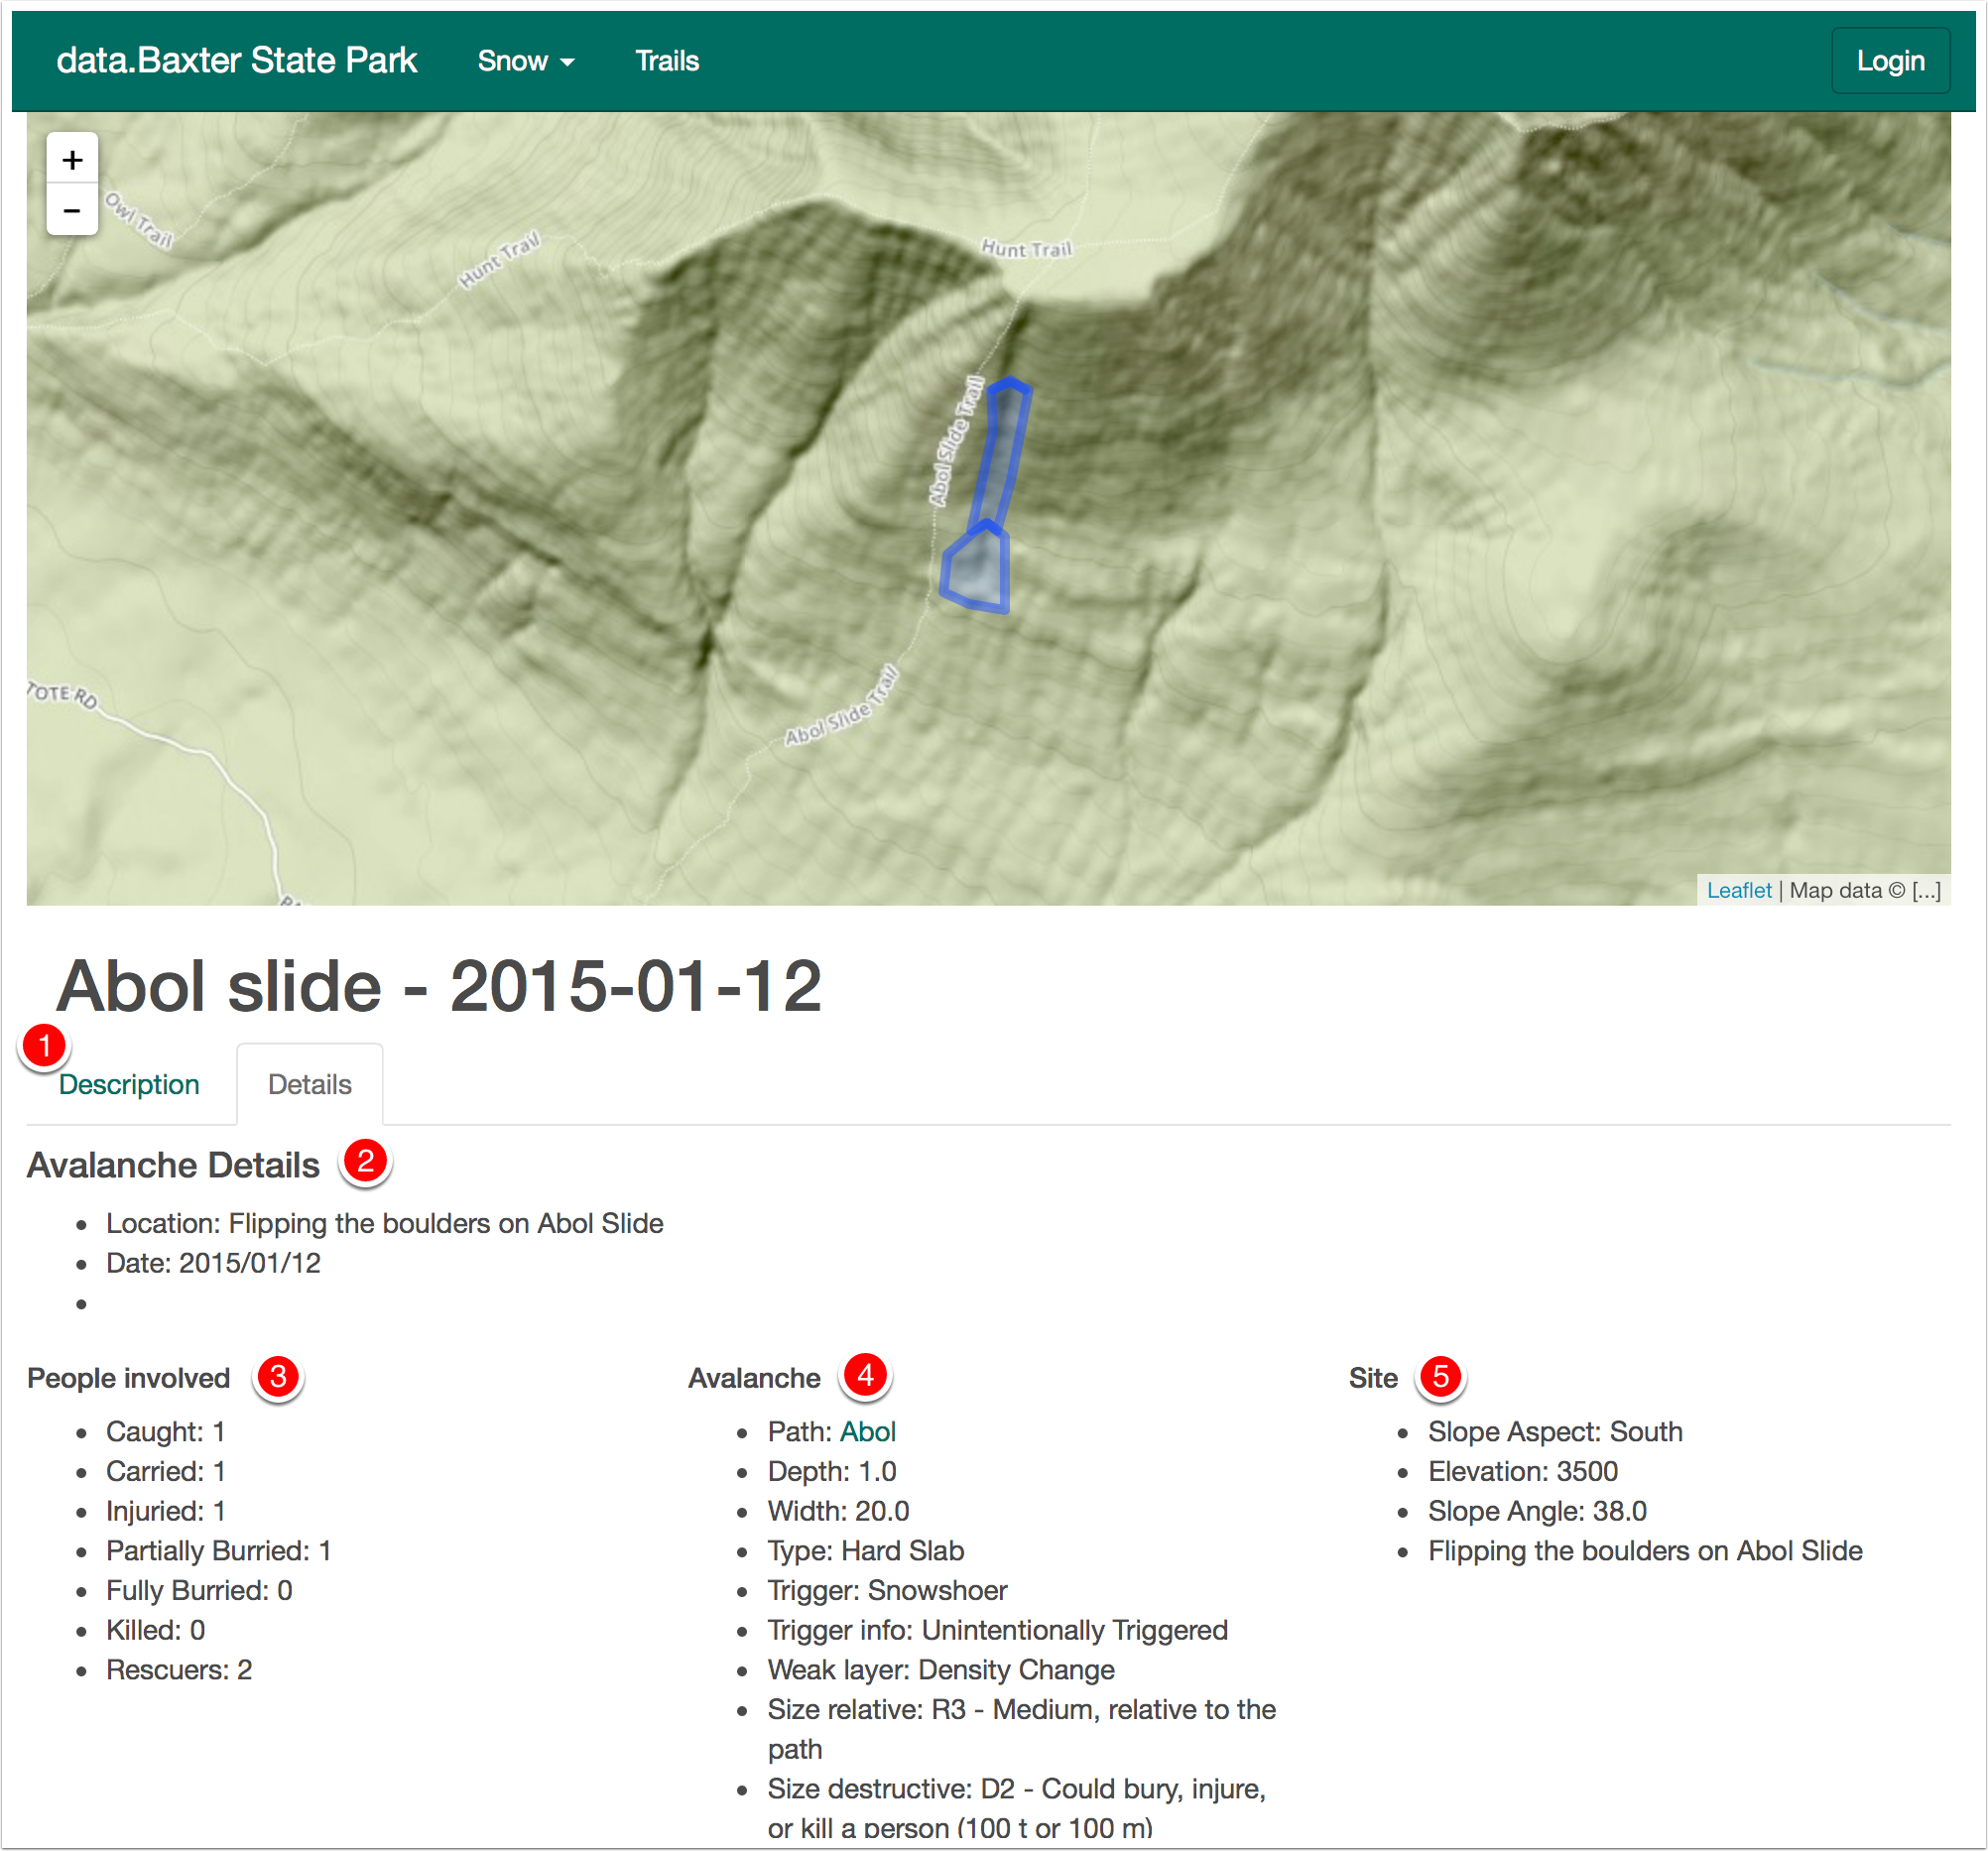 data.Baxter State Park Snow Trails Login
+
−
Owl Trail
Hunt Trail
Hunt Trail
Abol Slide Trail
Abol Slide Trail
TOTE RD
Leaflet | Map data © [...]
Abol slide - 2015-01-12
1
Description Details
Avalanche Details 2
Location: Flipping the boulders on Abol Slide
Date: 2015/01/12
People involved 3
Caught: 1
Carried: 1
Injuried: 1
Partially Burried: 1
Fully Burried: 0
Killed: 0
Rescuers: 2
Avalanche 4
Path: Abol
Depth: 1.0
Width: 20.0
Type: Hard Slab
Trigger: Snowshoer
Trigger info: Unintentionally Triggered
Weak layer: Density Change
Size relative: R3 - Medium, relative to the
path
Size destructive: D2 - Could bury, injure,
or kill a person (100 t or 100 m)
Site 5
Slope Aspect: South
Elevation: 3500
Slope Angle: 38.0
Flipping the boulders on Abol Slide